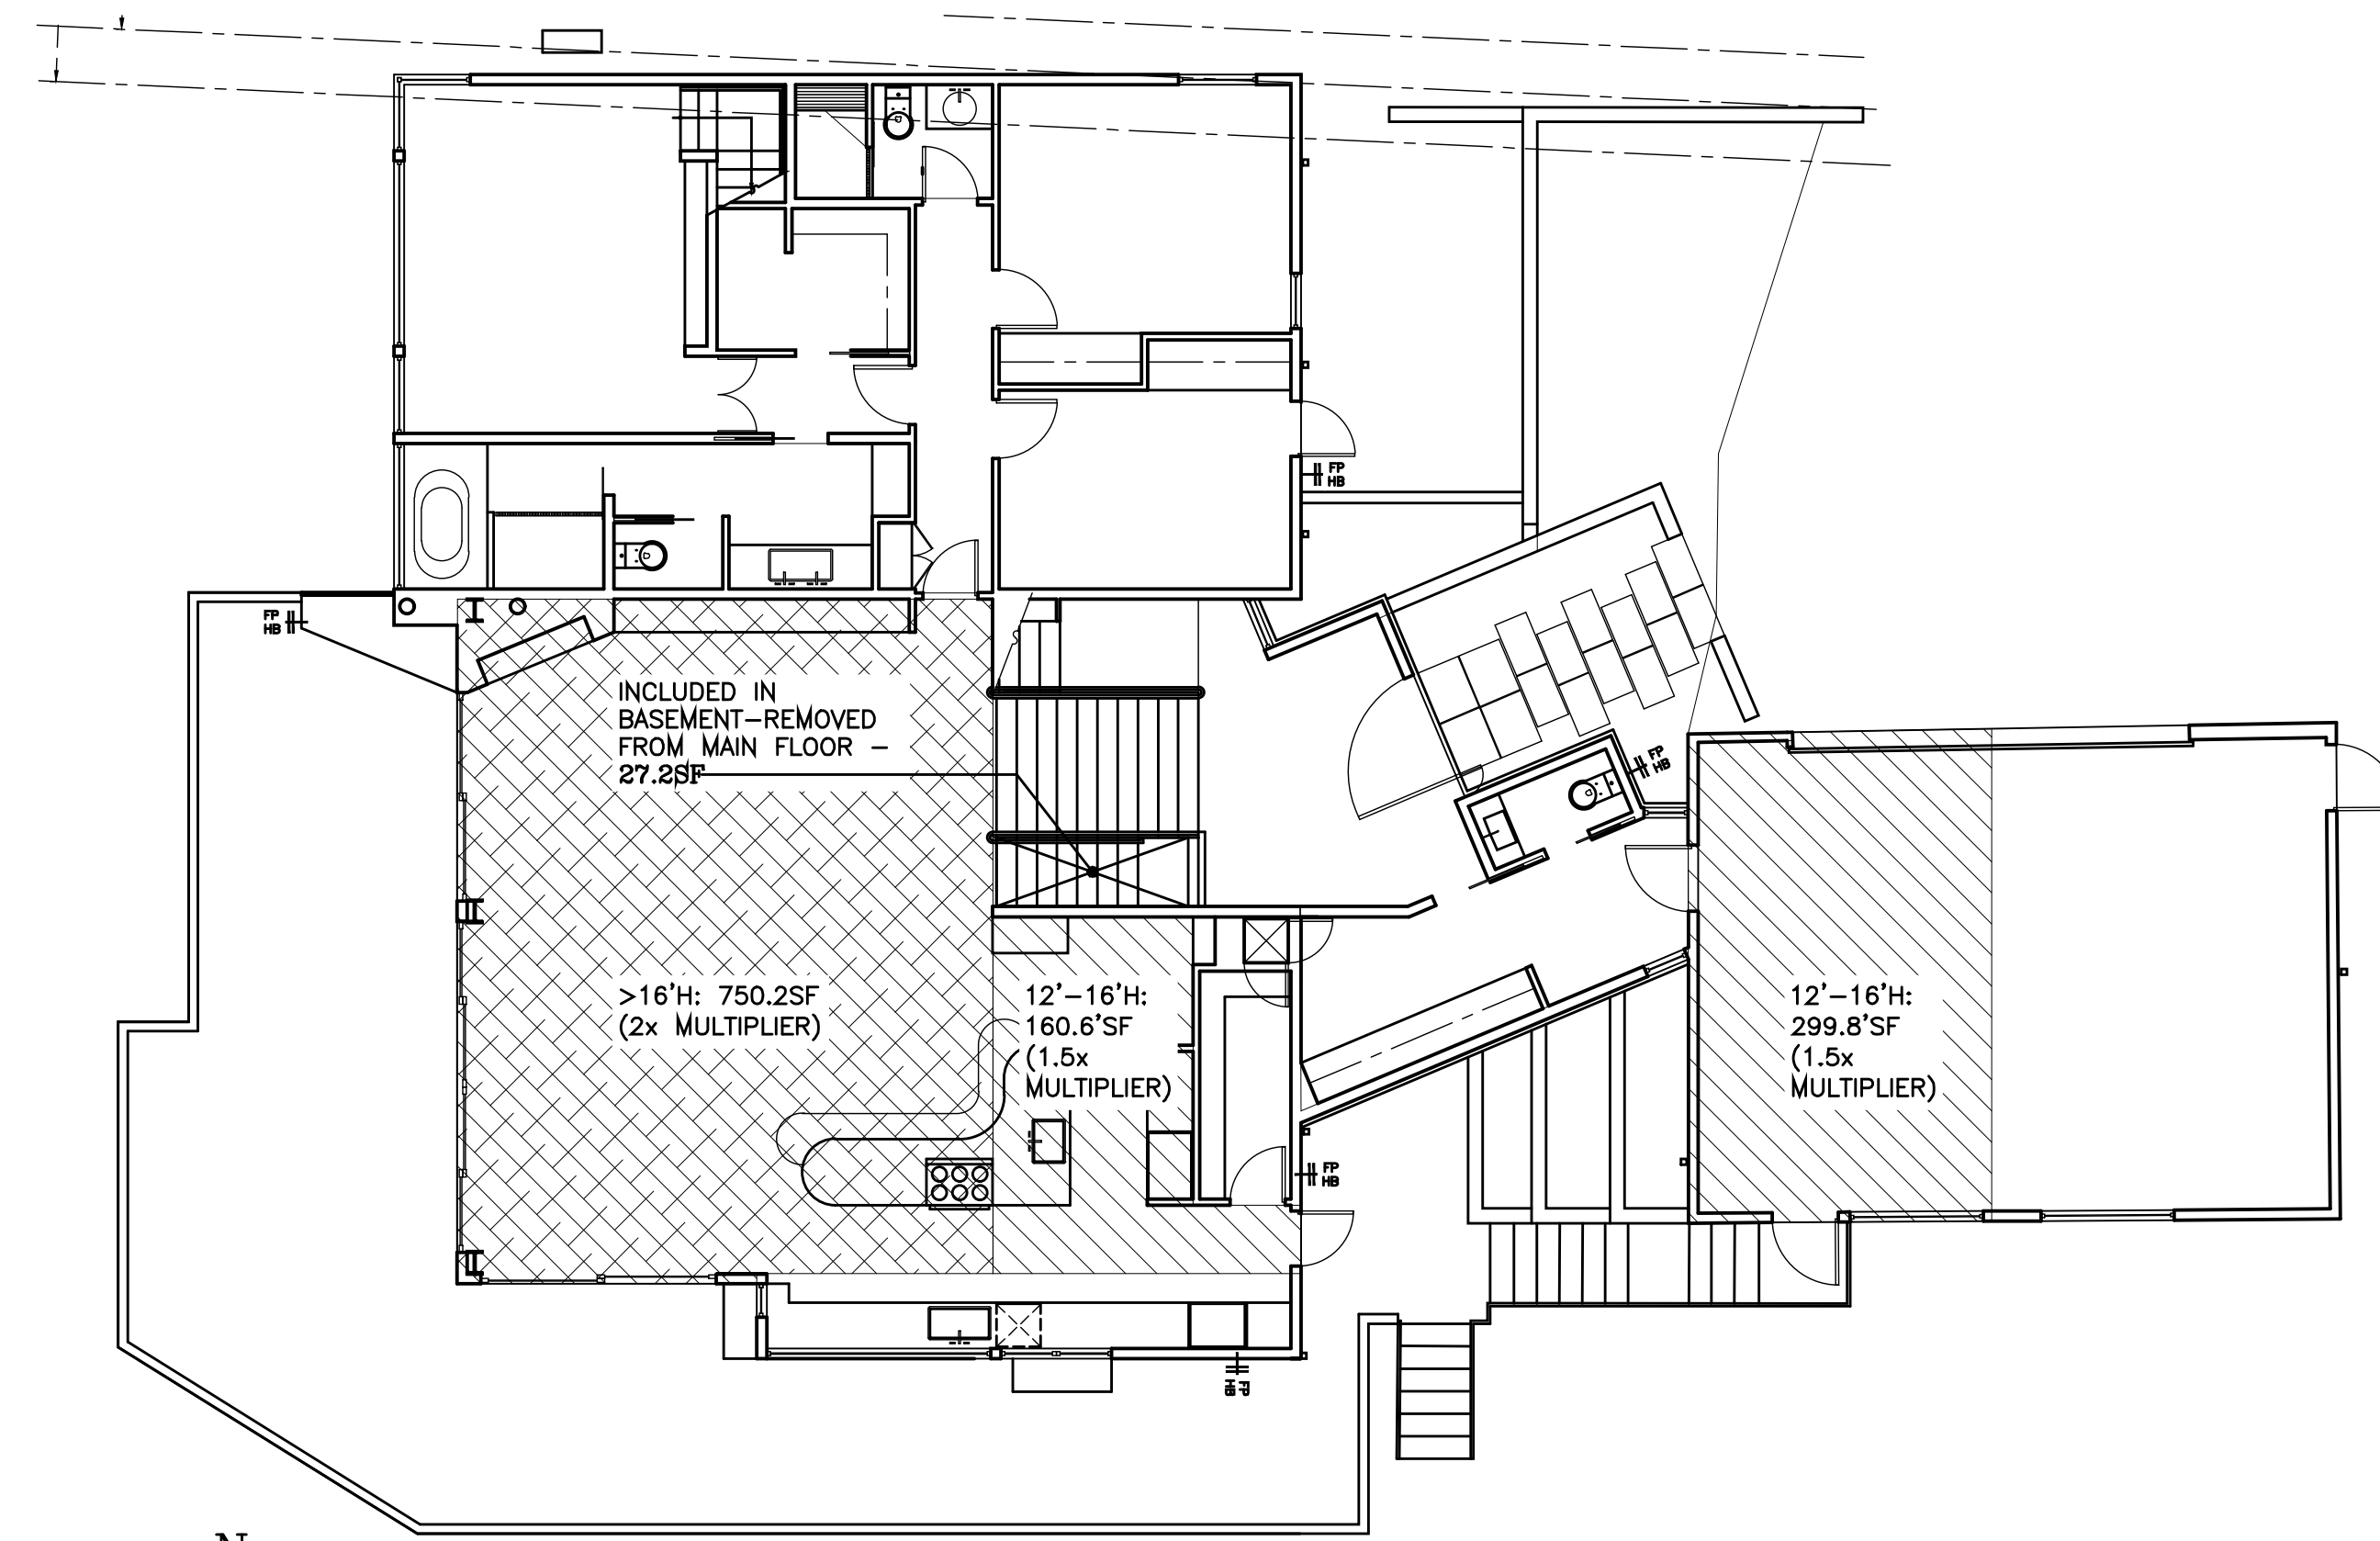 FP
HB
FP
HB
INCLUDED IN
BASEMENT-REMOVED
FROM MAIN FLOOR -
27.2SF
FP
HB
>16'H: 750.2SF
(2x MULTIPLIER)
12'-16'H:
160.6'SF
(1.5x
MULTIPLIER)
12'-16'H:
299.8'SF
(1.5x
MULTIPLIER)
FP
HB
FP
HB
N